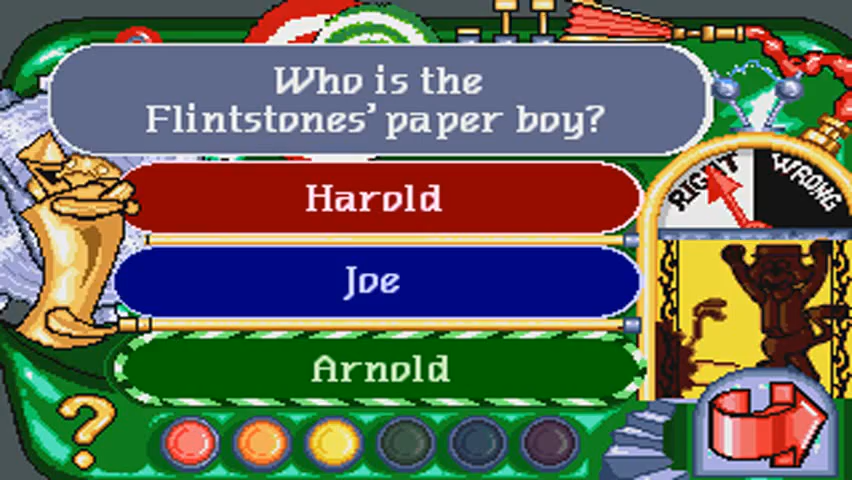 Who is the
Flintstones' paper boy?
RIGHT
WRONG
Harold
Joe
Arnold
?